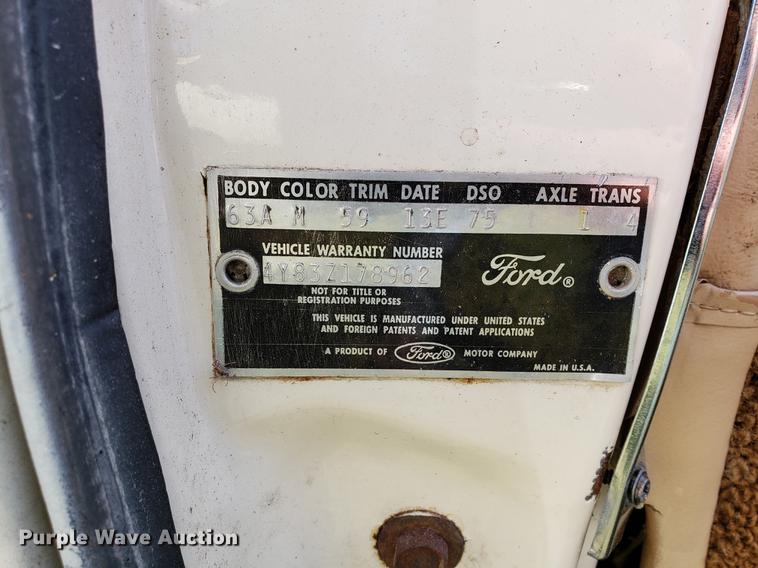 BODY COLOR TRIM DATE DSO AXLE TRANS
63A M 59 13E 75 1 4
VEHICLE WARRANTY NUMBER
4Y83Z178962
Ford®
NOT FOR TITLE OR
REGISTRATION PURPOSES
THIS VEHICLE IS MANUFACTURED UNDER UNITED STATES
AND FOREIGN PATENTS AND PATENT APPLICATIONS
A PRODUCT OF Ford® MOTOR COMPANY
MADE IN U.S.A.
Purple Wave Auction